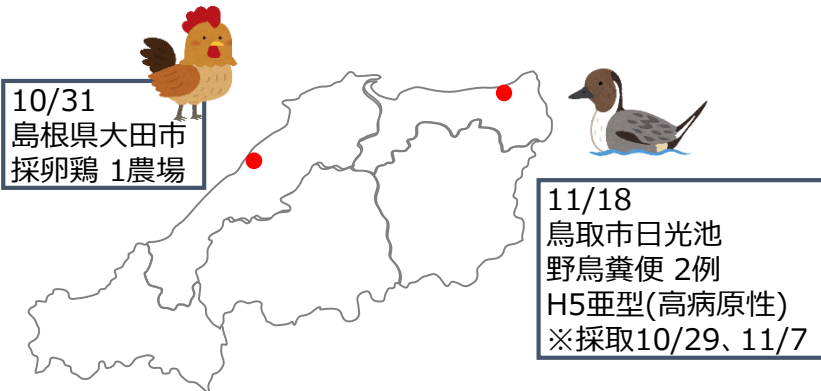 10/31
島根県大田市
採卵鶏 1農場
11/18
鳥取市日光池
野鳥糞便 2例
H5亜型(高病原性)
※採取10/29、11/7